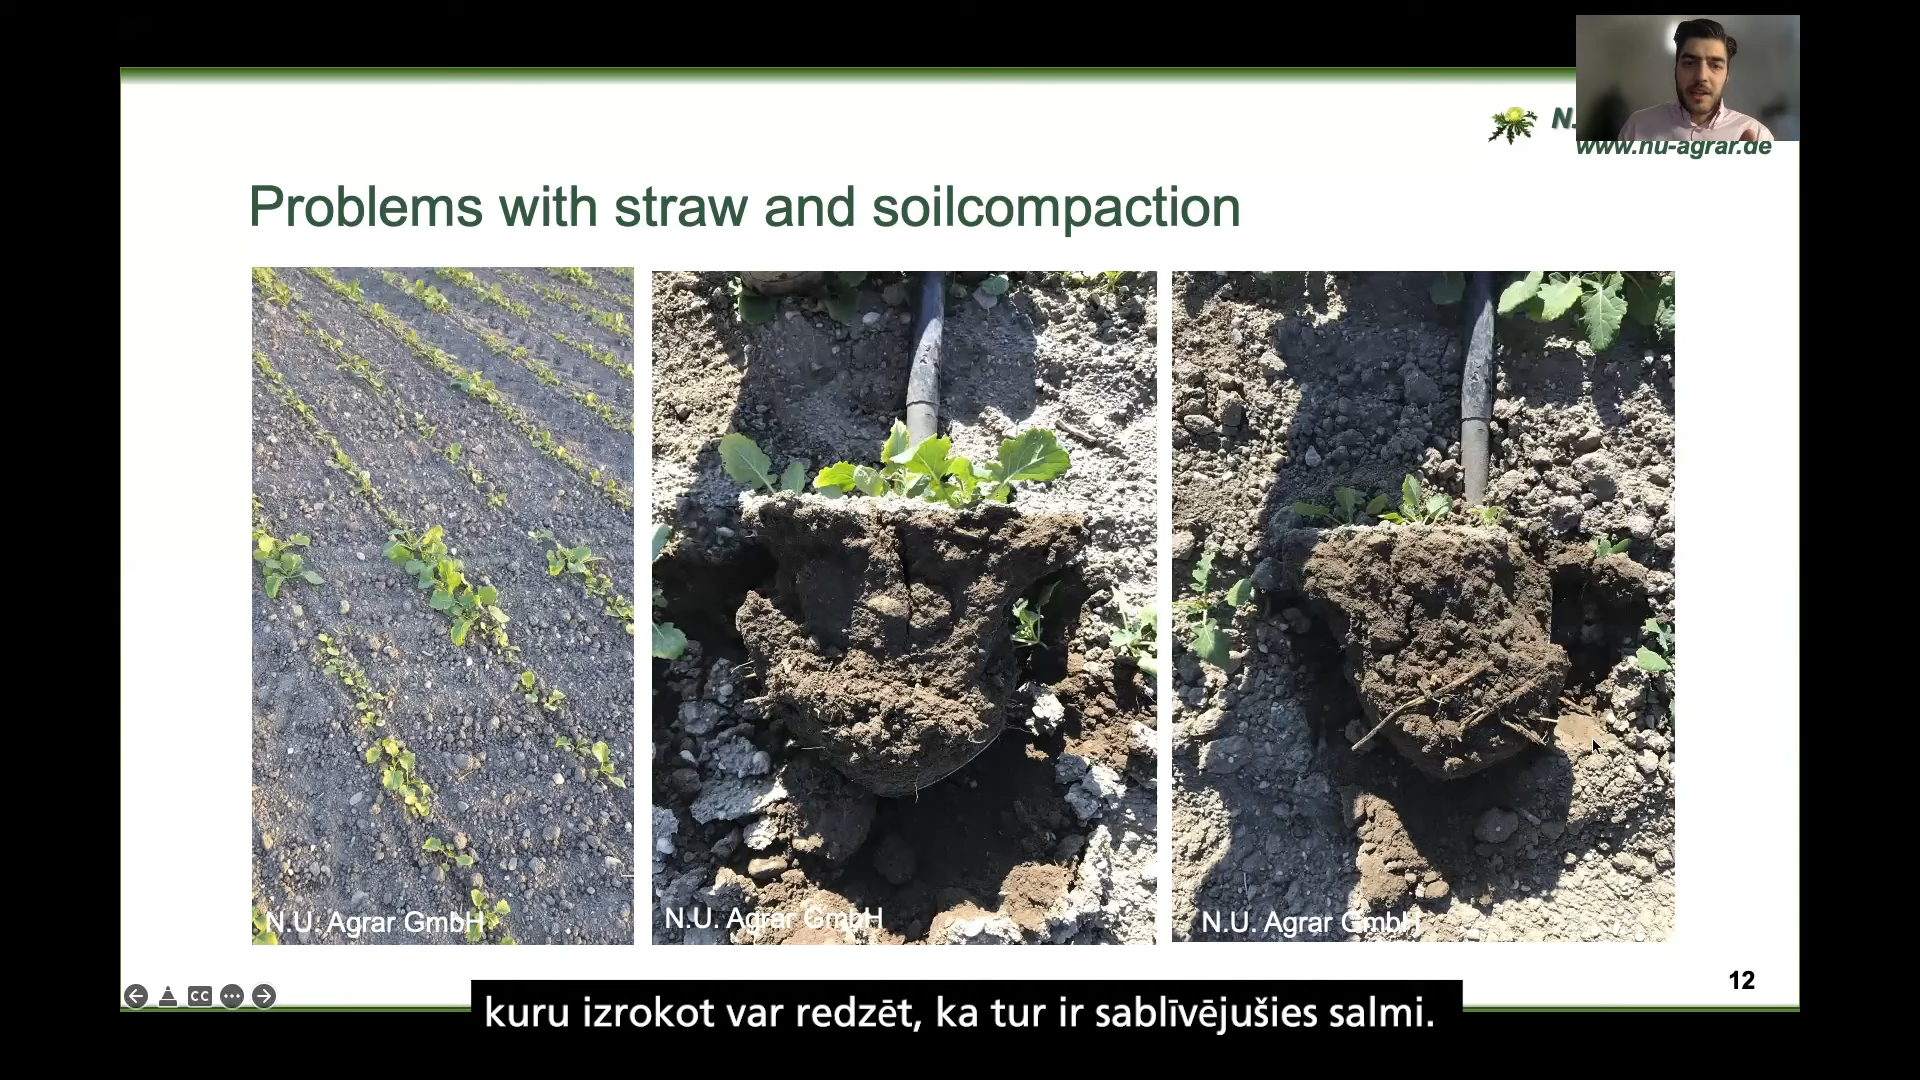 N.
www.nu-agrar.de
Problems with straw and soilcompaction
N.U. Agrar GmbH
N.U. Agrar GmbH
N.U. Agrar GmbH
12
CC
kuru izrokot var redzēt, ka tur ir sablīvējušies salmi.